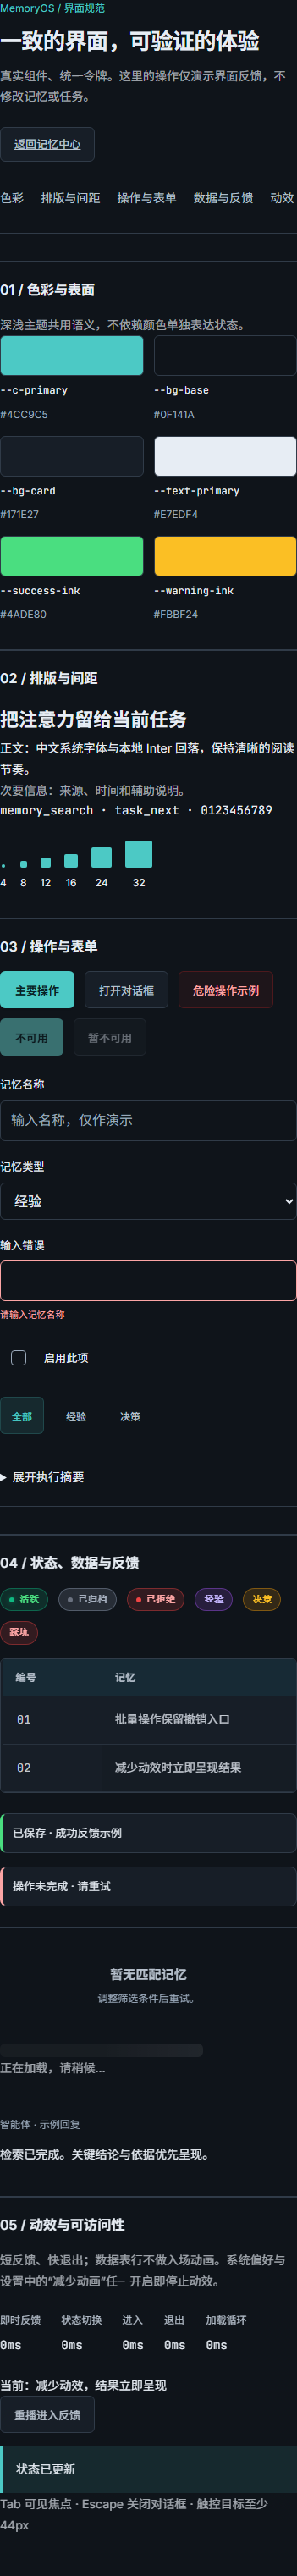 MemoryOS / 界面规范
一致的界面，可验证的体验
真实组件、统一令牌。这里的操作仅演示界面反馈，不
修改记忆或任务。
返回记忆中心
色彩 排版与间距 操作与表单 数据与反馈 动效
01 / 色彩与表面
深浅主题共用语义，不依赖颜色单独表达状态。
--c-primary --bg-base
#4CC9C5 #0F141A
--bg-card --text-primary
#171E27 #E7EDF4
--success-ink --warning-ink
#4ADE80 #FBBF24
02 / 排版与间距
把注意力留给当前任务
正文：中文系统字体与本地 Inter 回落，保持清晰的阅读
节奏。
次要信息：来源、时间和辅助说明。
memory_search · task_next · 0123456789
4 8 12 16 24 32
03 / 操作与表单
主要操作 打开对话框 危险操作示例
不可用 暂不可用
记忆名称
输入名称，仅作演示
记忆类型
经验
输入错误
请输入记忆名称
启用此项
全部 经验 决策
展开执行摘要
04 / 状态、数据与反馈
活跃 已归档 已拒绝 经验 决策
踩坑
编号 记忆
01 批量操作保留撤销入口
02 减少动效时立即呈现结果
已保存 · 成功反馈示例
操作未完成 · 请重试
暂无匹配记忆
调整筛选条件后重试。
正在加载，请稍候…
智能体 · 示例回复
检索已完成。关键结论与依据优先呈现。
05 / 动效与可访问性
短反馈、快退出；数据表行不做入场动画。系统偏好与
设置中的“减少动画”任一开启即停止动效。
即时反馈 状态切换 进入 退出 加载循环
0ms 0ms 0ms 0ms 0ms
当前：减少动效，结果立即呈现
重播进入反馈
状态已更新
Tab 可见焦点 · Escape 关闭对话框 · 触控目标至少
44px